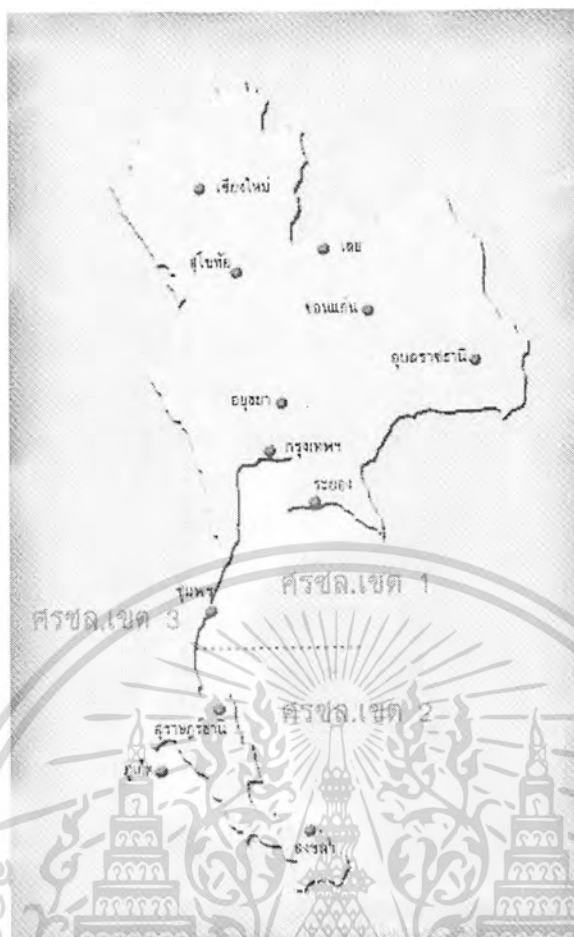 เชียงใหม่
เลย
สุโขทัย
ขอนแก่น
อุบลราชธานี
อยุธยา
กรุงเทพฯ
ระยอง
ศรชล.เขต 1
ชุมพร
ศรชล.เขต 3
ศรชล.เขต 2
สุราษฎร์ธานี
ภูเก็ต
สงขลา